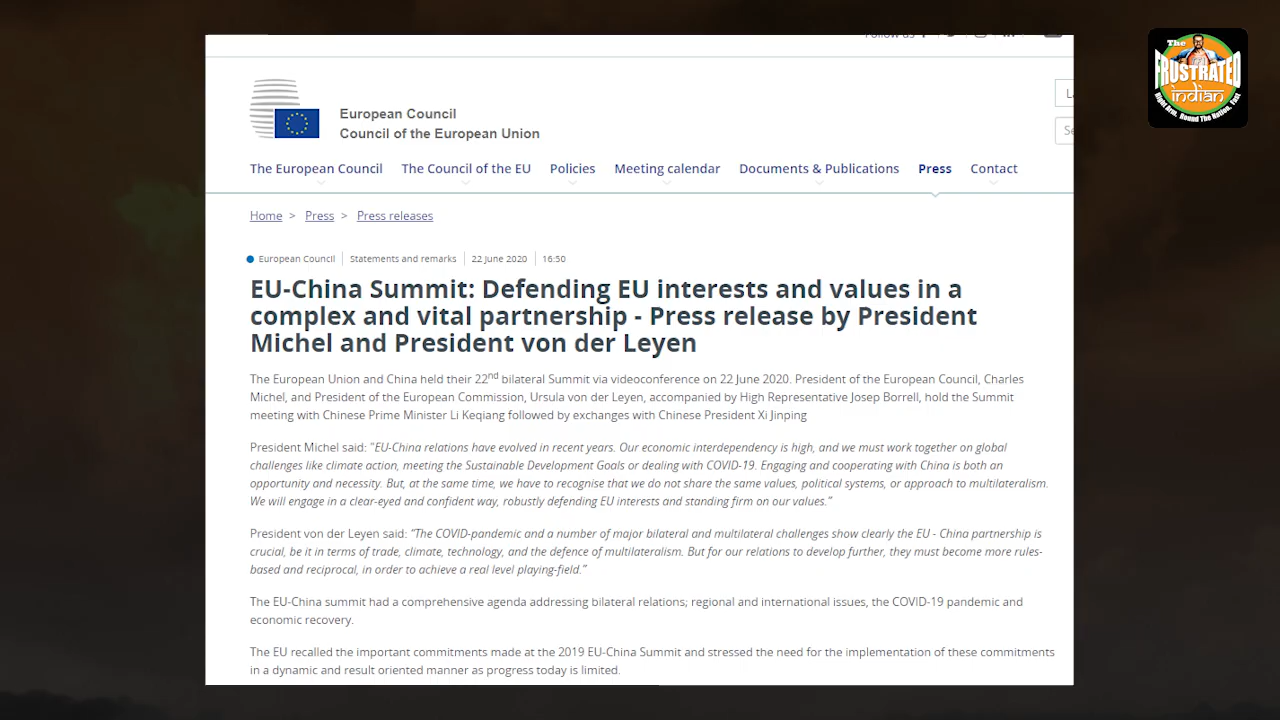 Follow us
The
FRUSTRATED
indian
Right Arm. Round The Nation. Fast
European Council
Council of the European Union
The European Council The Council of the EU Policies Meeting calendar Documents & Publications Press Contact
Home > Press > Press releases
European Council | Statements and remarks | 22 June 2020 | 16:50
EU-China Summit: Defending EU interests and values in a
complex and vital partnership - Press release by President
Michel and President von der Leyen
The European Union and China held their 22nd bilateral Summit via videoconference on 22 June 2020. President of the European Council, Charles
Michel, and President of the European Commission, Ursula von der Leyen, accompanied by High Representative Josep Borrell, hold the Summit
meeting with Chinese Prime Minister Li Keqiang followed by exchanges with Chinese President Xi Jinping
President Michel said: "EU-China relations have evolved in recent years. Our economic interdependency is high, and we must work together on global
challenges like climate action, meeting the Sustainable Development Goals or dealing with COVID-19. Engaging and cooperating with China is both an
opportunity and necessity. But, at the same time, we have to recognise that we do not share the same values, political systems, or approach to multilateralism.
We will engage in a clear-eyed and confident way, robustly defending EU interests and standing firm on our values."
President von der Leyen said: "The COVID-pandemic and a number of major bilateral and multilateral challenges show clearly the EU - China partnership is
crucial, be it in terms of trade, climate, technology, and the defence of multilateralism. But for our relations to develop further, they must become more rules-
based and reciprocal, in order to achieve a real level playing-field."
The EU-China summit had a comprehensive agenda addressing bilateral relations; regional and international issues, the COVID-19 pandemic and
economic recovery.
The EU recalled the important commitments made at the 2019 EU-China Summit and stressed the need for the implementation of these commitments
in a dynamic and result oriented manner as progress today is limited.